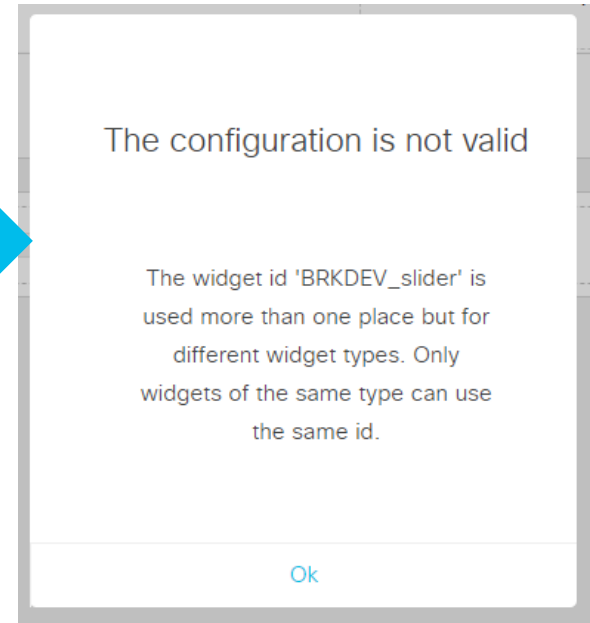 The configuration is not valid
The widget id 'BRKDEV_slider' is
used more than one place but for
different widget types. Only
widgets of the same type can use
the same id.
Ok